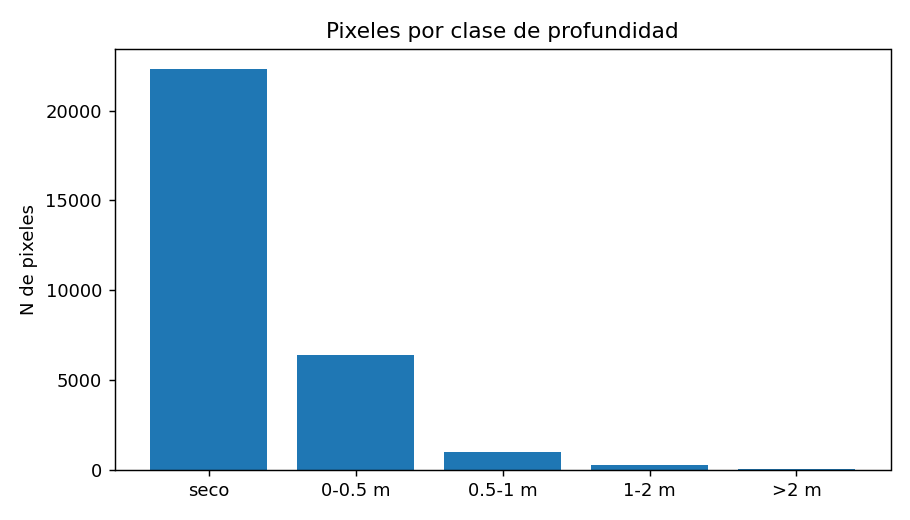 Pixeles por clase de profundidad
N de pixeles
20000
15000
10000
5000
0
seco 0-0.5 m 0.5-1 m 1-2 m >2 m